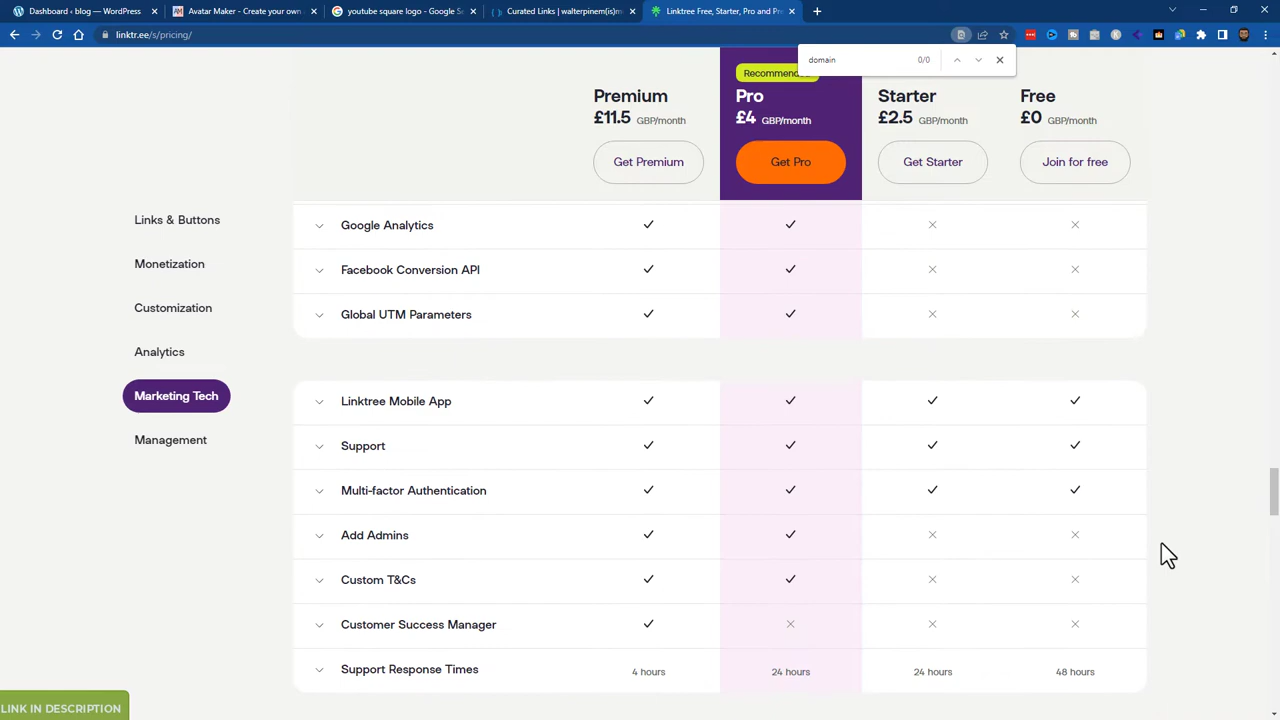 Dashboard ‹ blog — WordPress
Avatar Maker - Create your own
youtube square logo - Google Se
Curated Links | walterpinem(is)m
Linktree Free, Starter, Pro and Pr
linktr.ee/s/pricing/
domain 0/0
Recommended
Premium Pro Starter Free
£11.5 GBP/month £4 GBP/month £2.5 GBP/month £0 GBP/month
Get Premium Get Pro Get Starter Join for free
Links & Buttons
Monetization
Customization
Analytics
Marketing Tech
Management
Google Analytics
Facebook Conversion API
Global UTM Parameters
Linktree Mobile App
Support
Multi-factor Authentication
Add Admins
Custom T&Cs
Customer Success Manager
Support Response Times 4 hours 24 hours 24 hours 48 hours
LINK IN DESCRIPTION